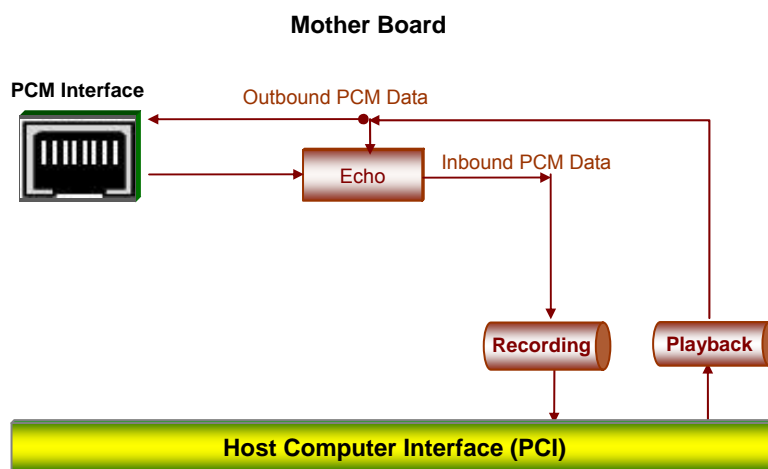 Mother Board
PCM Interface
Outbound PCM Data
Echo
Inbound PCM Data
Recording
Playback
Host Computer Interface (PCI)